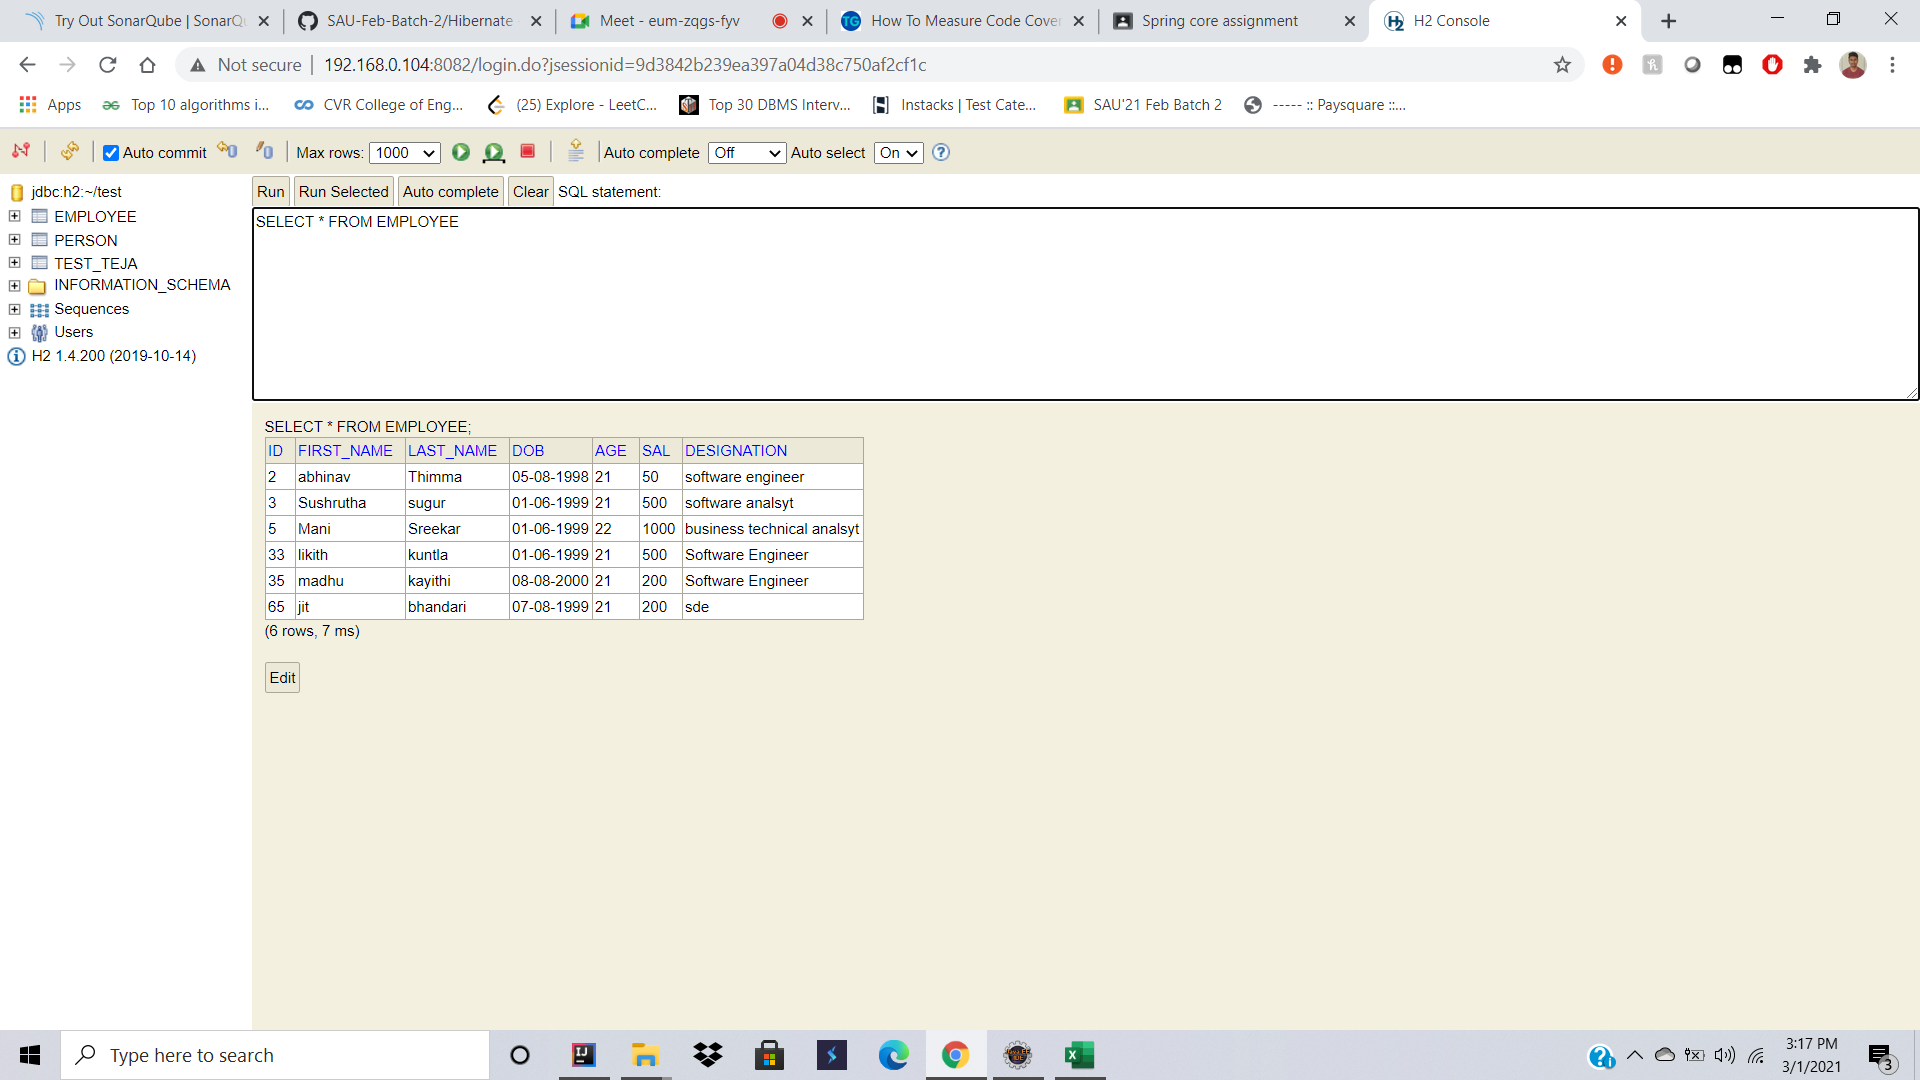 Try Out SonarQube | SonarQu
SAU-Feb-Batch-2/Hibernate
Meet - eum-zqgs-fyv
How To Measure Code Cover
Spring core assignment
H2 Console
Not secure
192.168.0.104:8082/login.do?jsessionid=9d3842b239ea397a04d38c750af2cf1c
Apps
Top 10 algorithms i...
CVR College of Eng...
(25) Explore - LeetC...
Top 30 DBMS Interv...
Instacks | Test Cate...
SAU'21 Feb Batch 2
----- :: Paysquare ::...
Auto commit
Max rows: 1000
Auto complete Off
Auto select On
jdbc:h2:~/test
EMPLOYEE
PERSON
TEST_TEJA
INFORMATION_SCHEMA
Sequences
Users
H2 1.4.200 (2019-10-14)
Run Run Selected Auto complete Clear SQL statement:
SELECT * FROM EMPLOYEE
SELECT * FROM EMPLOYEE;
ID FIRST_NAME LAST_NAME DOB AGE SAL DESIGNATION
2 abhinav Thimma 05-08-1998 21 50 software engineer
3 Sushrutha sugur 01-06-1999 21 500 software analsyt
5 Mani Sreekar 01-06-1999 22 1000 business technical analsyt
33 likith kuntla 01-06-1999 21 500 Software Engineer
35 madhu kayithi 08-08-2000 21 200 Software Engineer
65 jit bhandari 07-08-1999 21 200 sde
(6 rows, 7 ms)
Edit
Type here to search
3:17 PM
3/1/2021
3